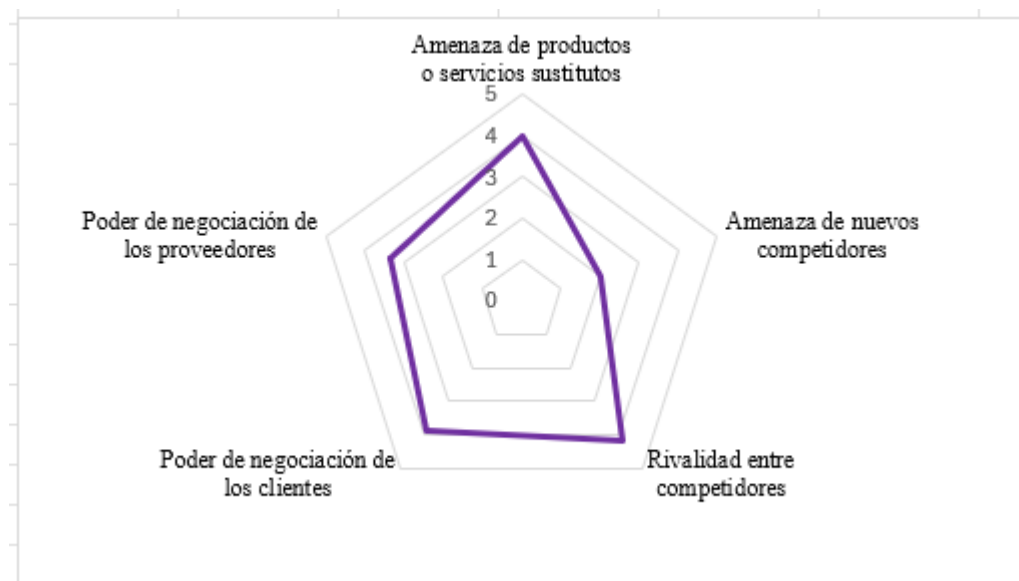 Amenaza de productos
o servicios sustitutos
5
4
3
2
1
0
Amenaza de nuevos
competidores
Rivalidad entre
competidores
Poder de negociación de
los clientes
Poder de negociación de
los proveedores